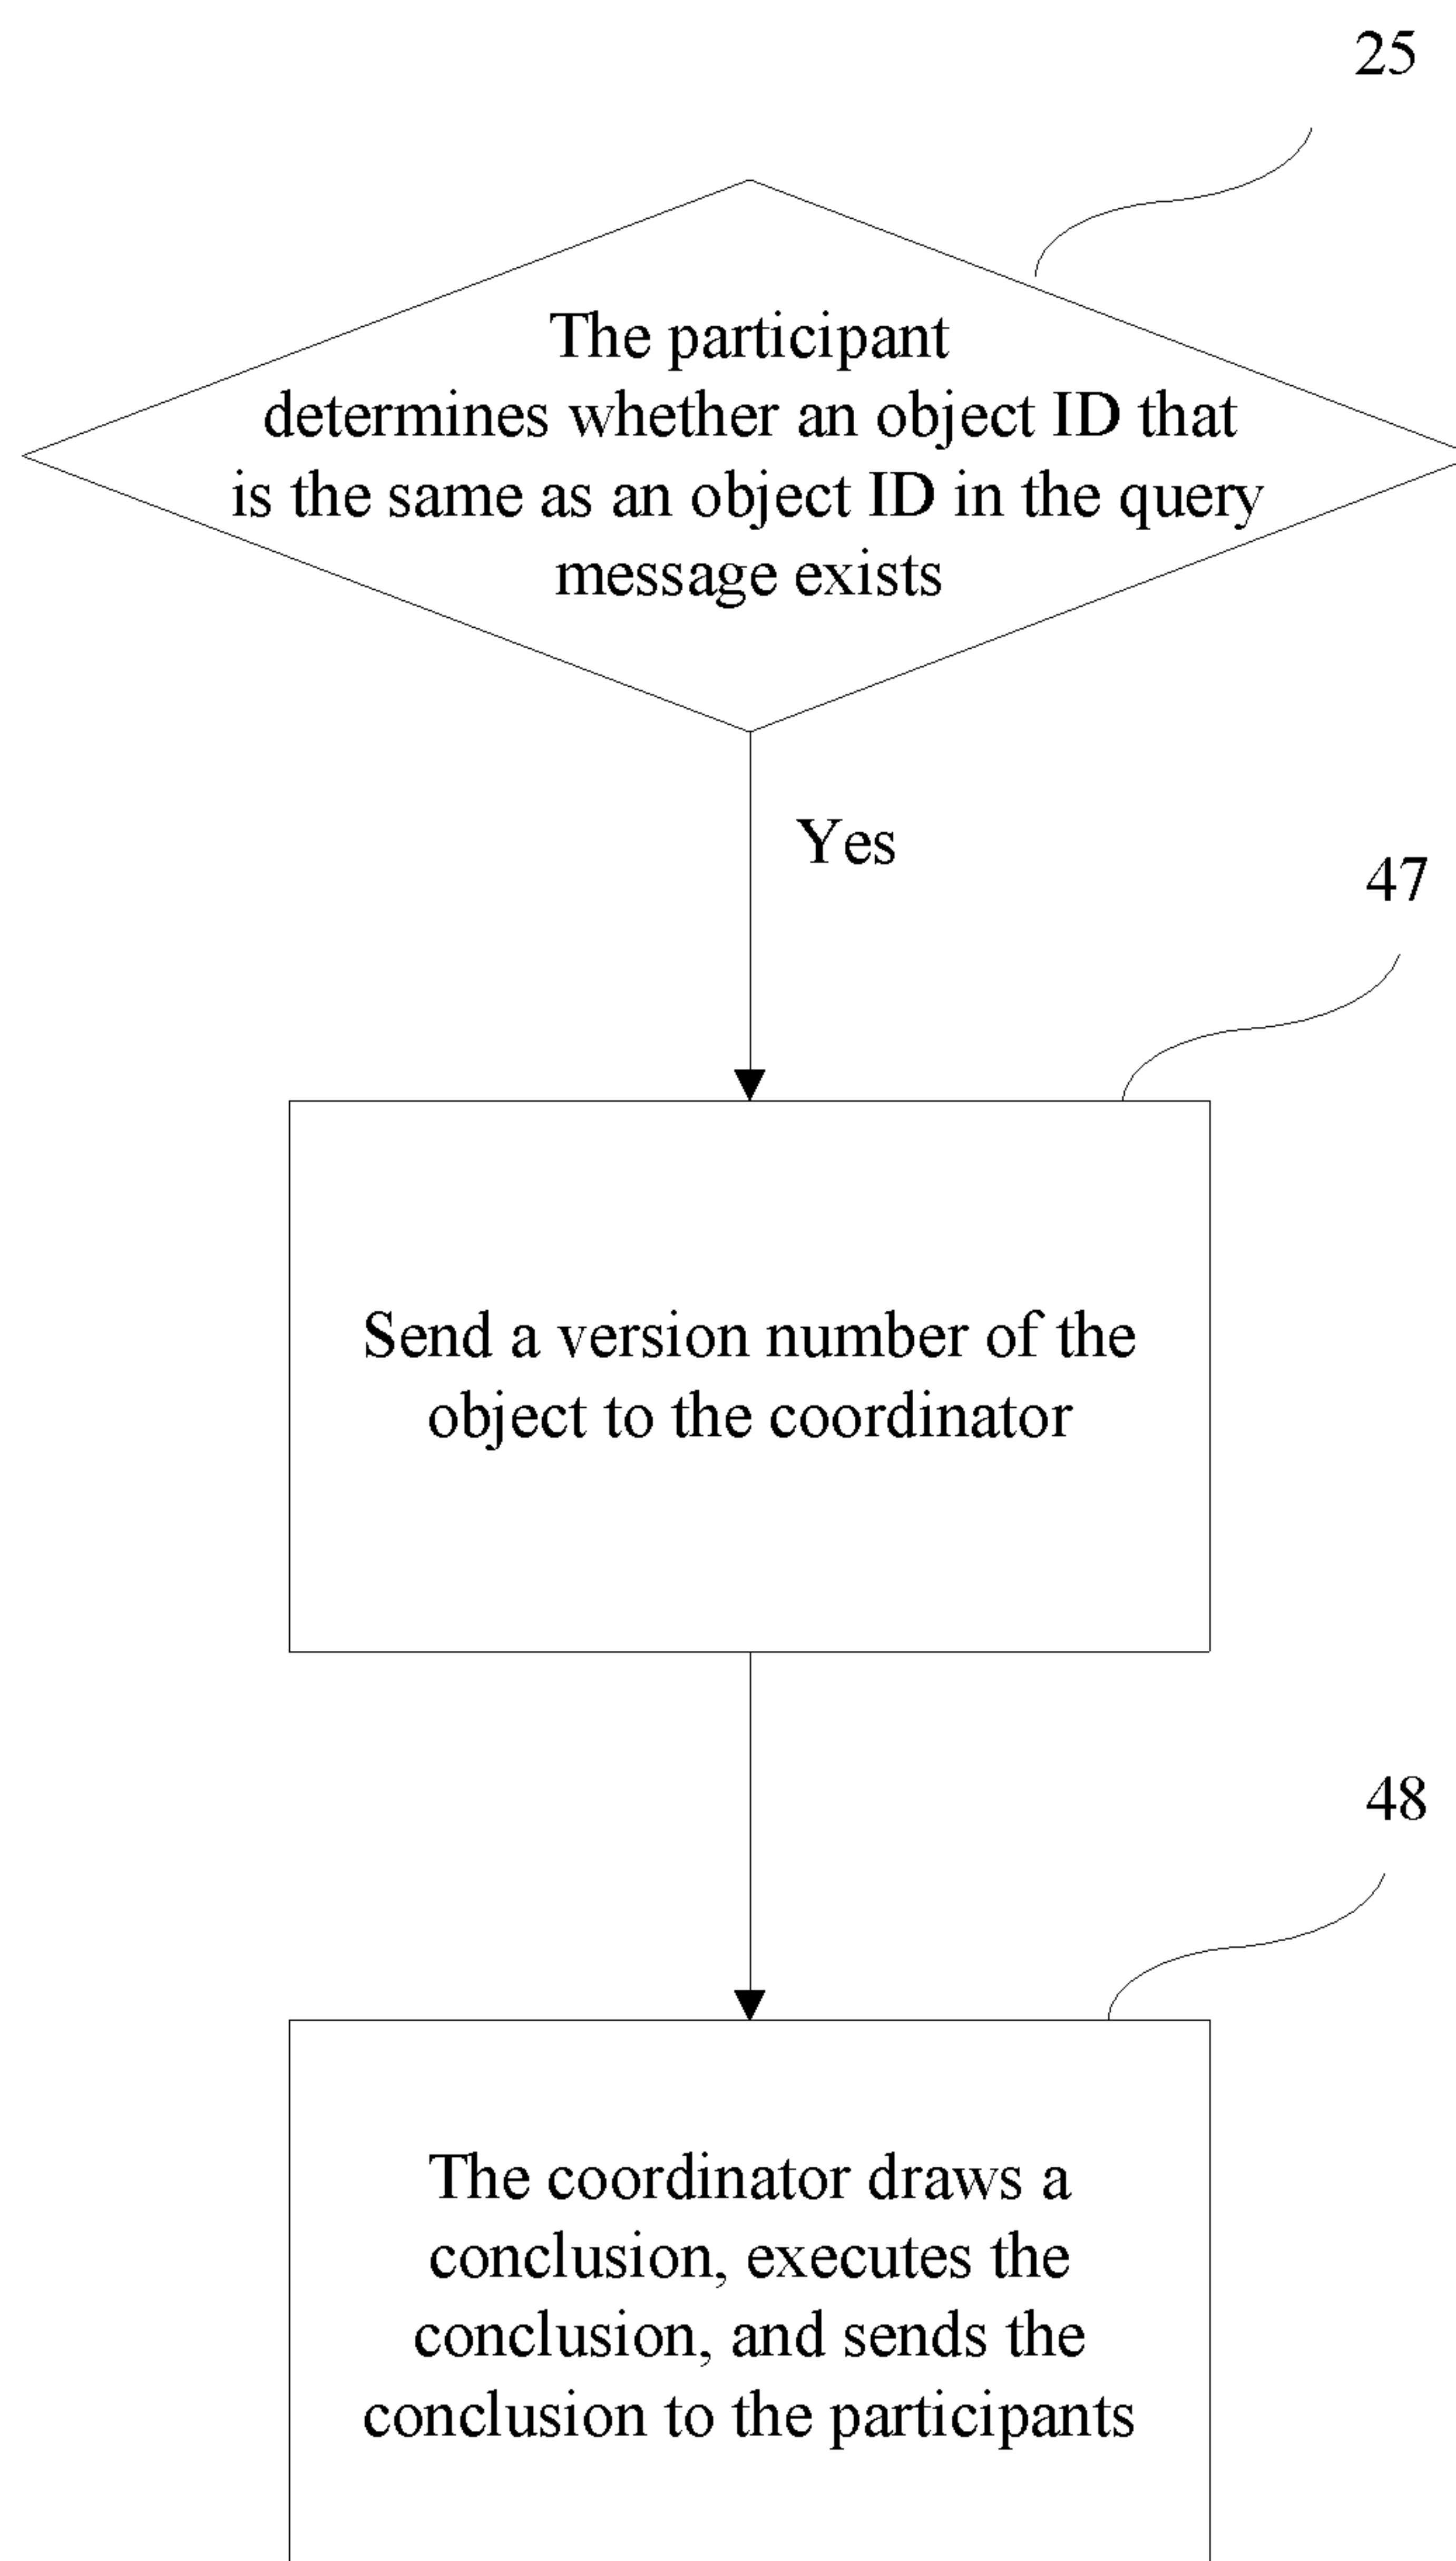 25
The participant
determines whether an object ID that
is the same as an object ID in the query
message exists
Yes
47
Send a version number of the
object to the coordinator
48
The coordinator draws a
conclusion, executes the
conclusion, and sends the
conclusion to the participants